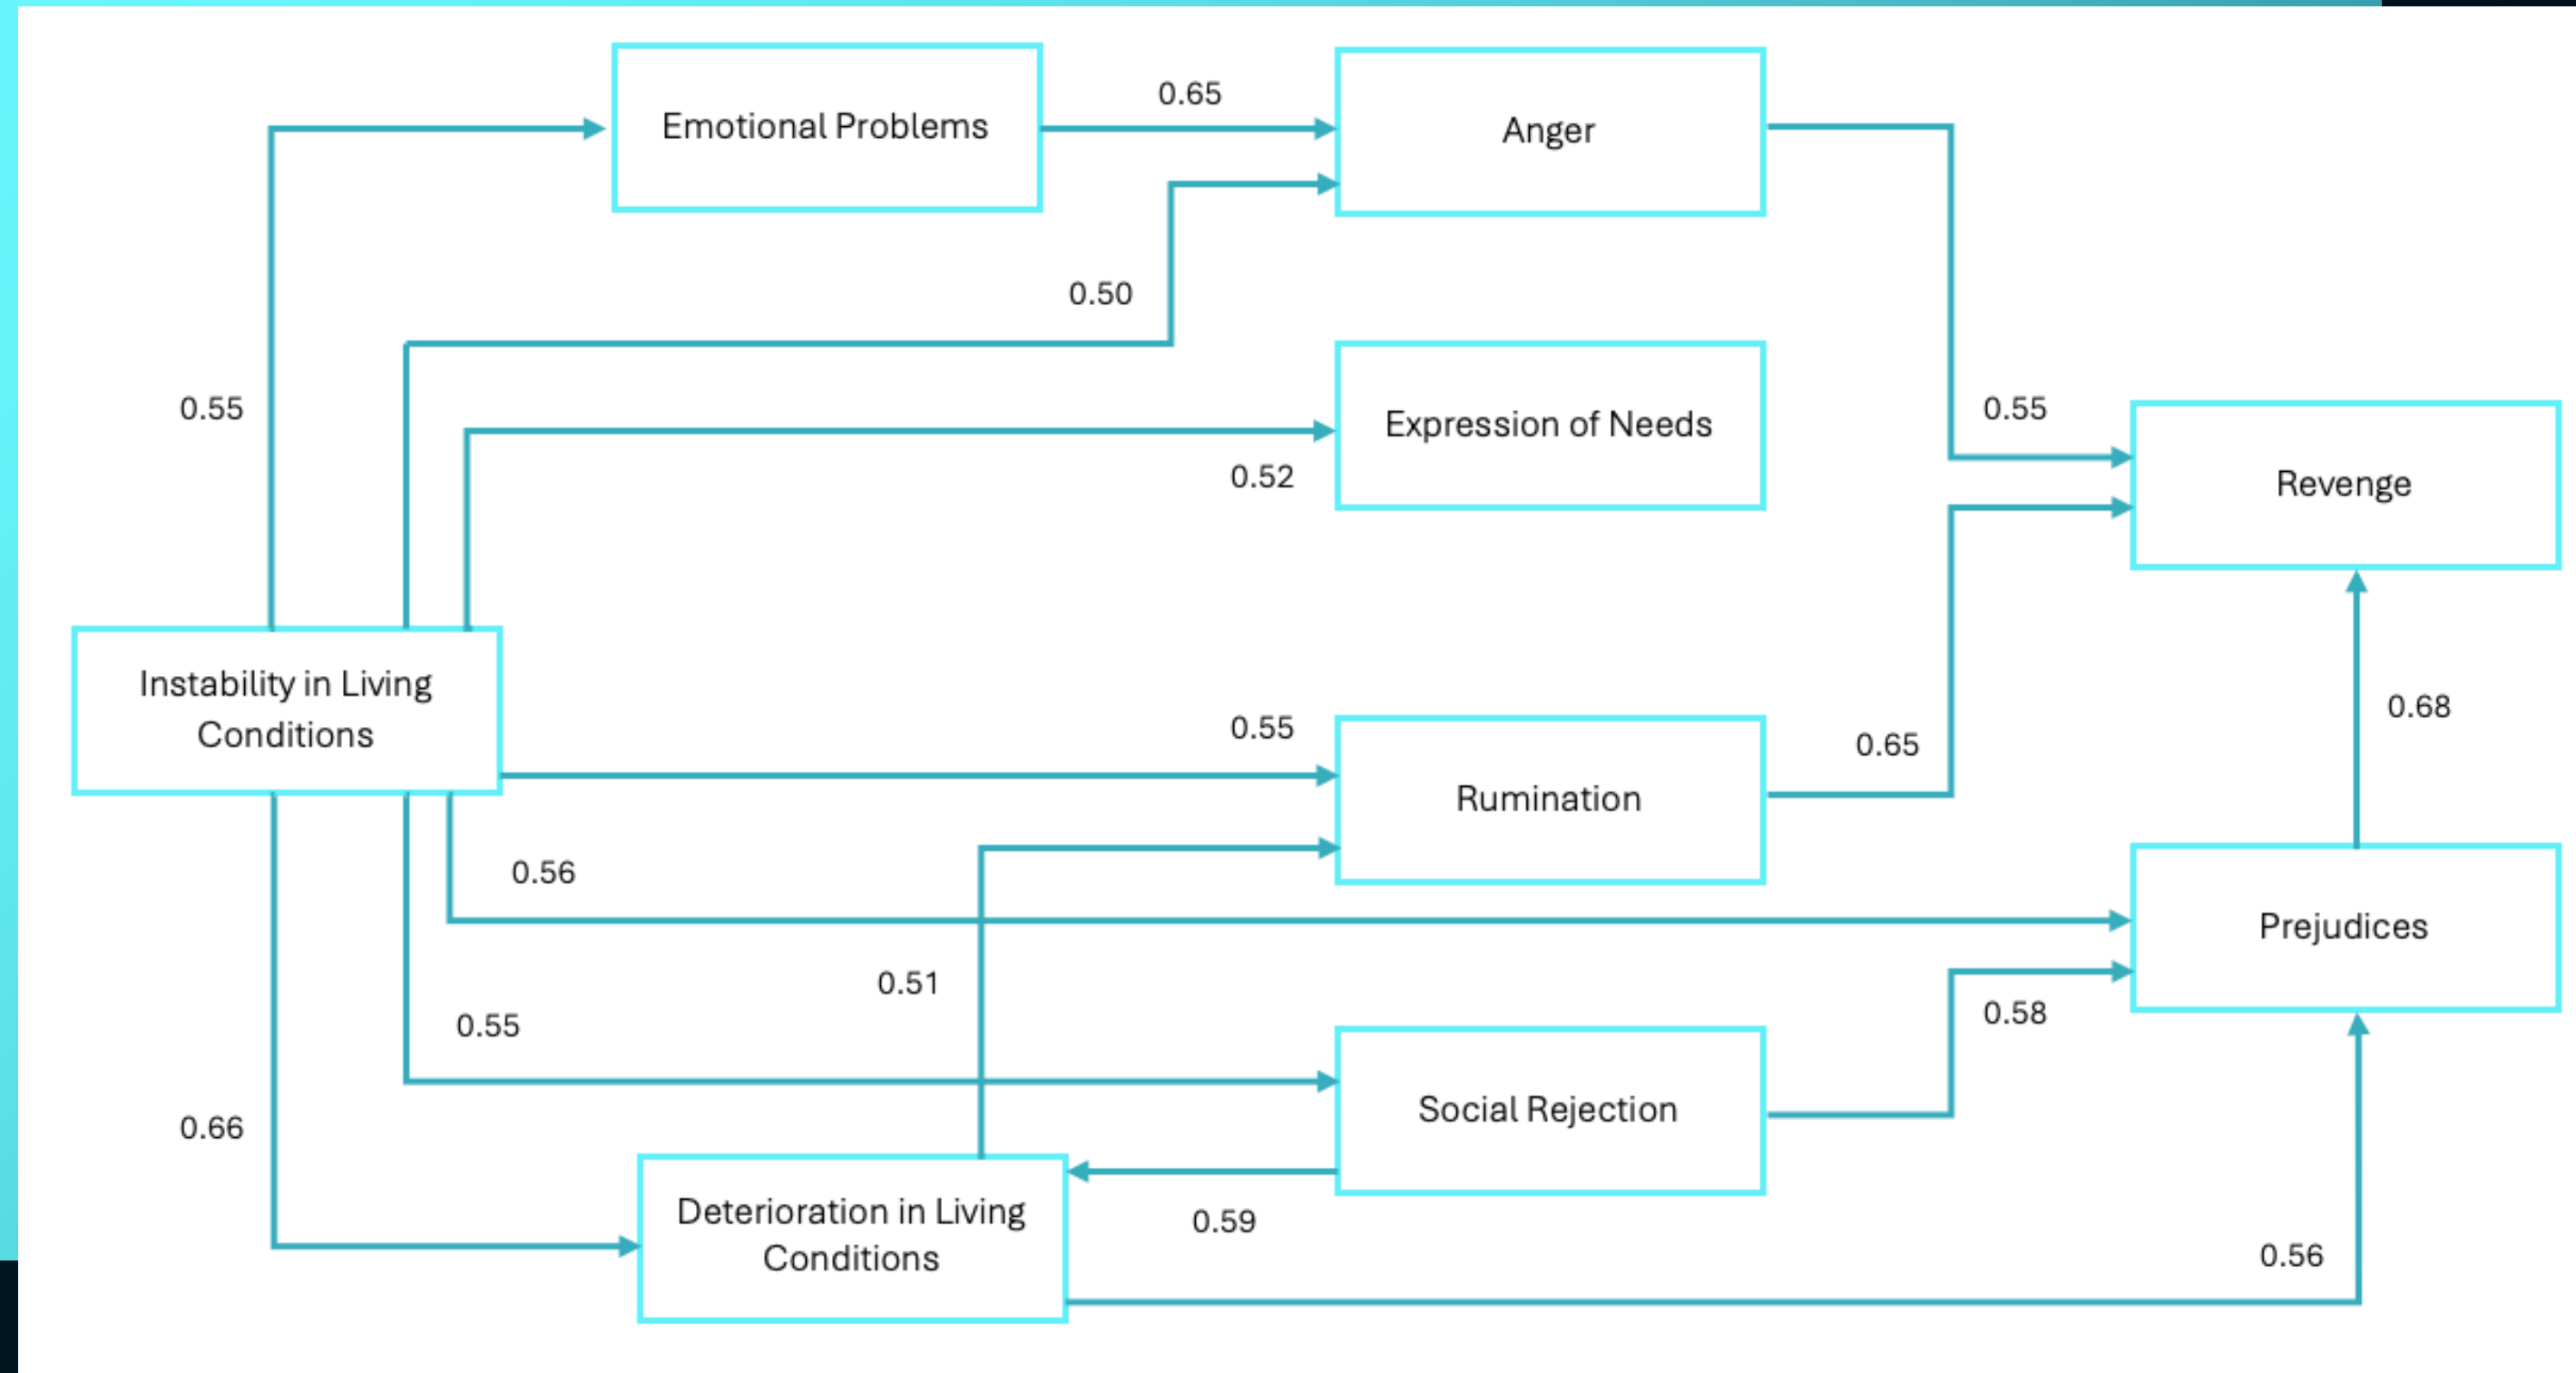 Emotional Problems
0.65
Anger
0.50
0.55
Expression of Needs
0.52
0.55
Revenge
Instability in Living
Conditions
0.55
Rumination
0.65
0.68
0.56
0.51
Prejudices
0.55
0.58
Social Rejection
0.66
Deterioration in Living
Conditions
0.59
0.56